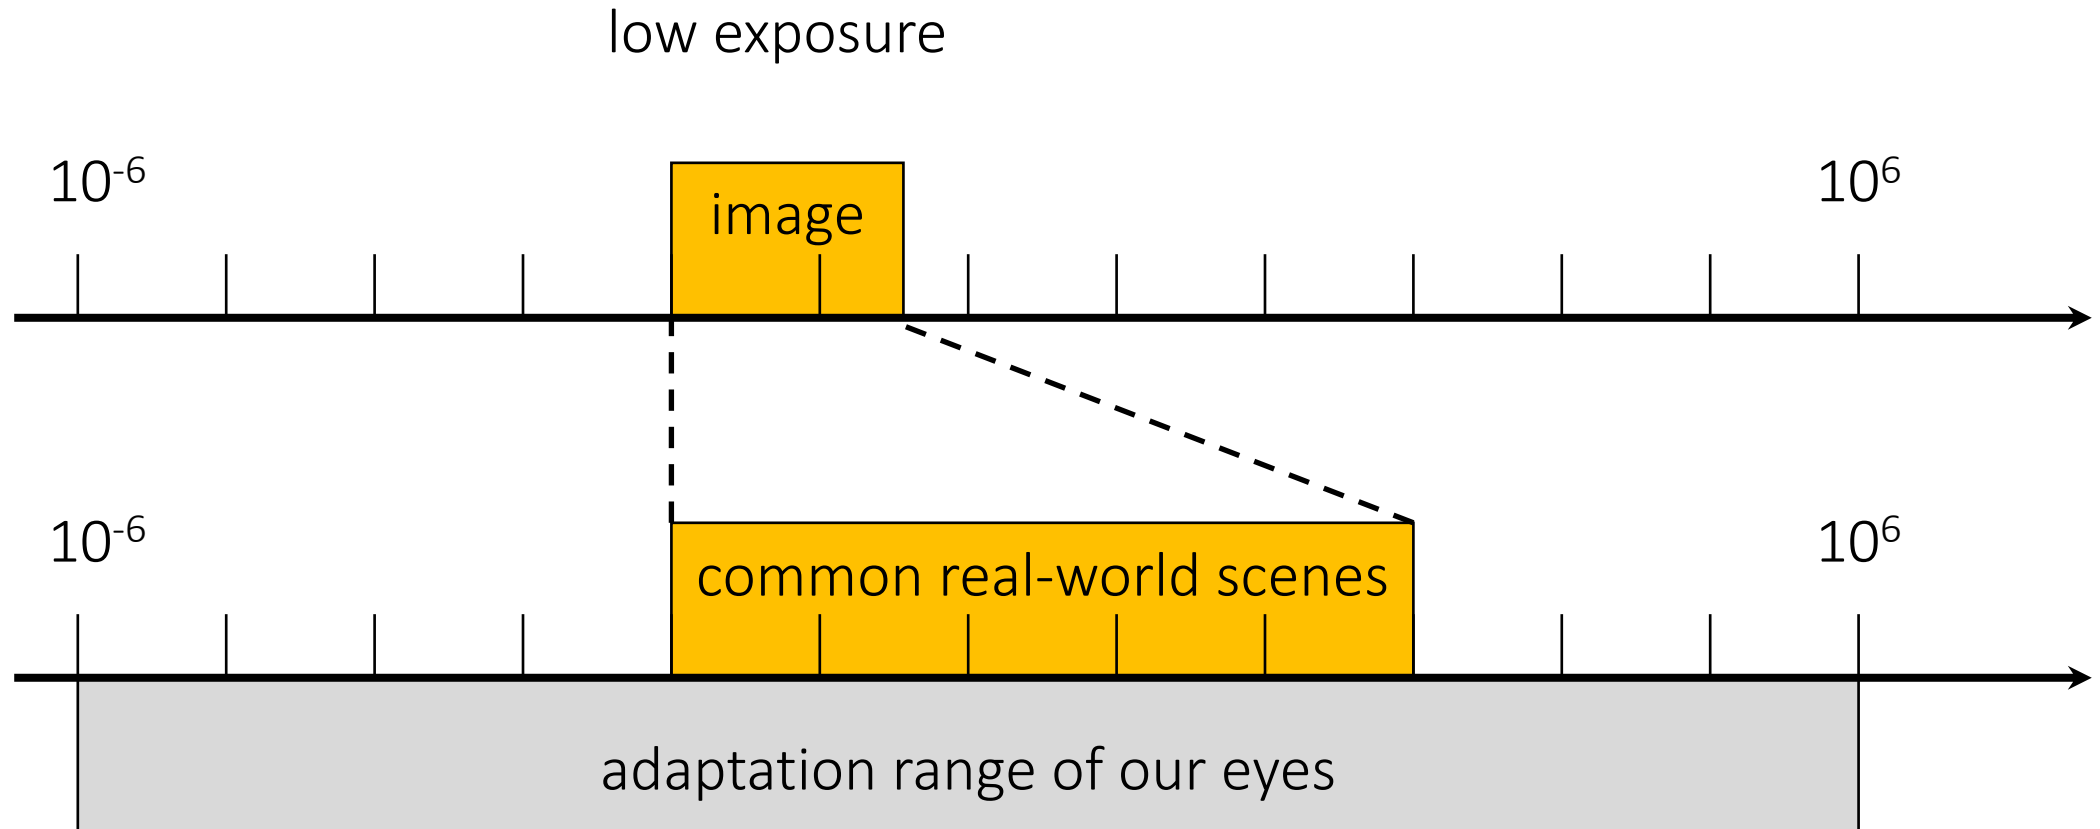 low exposure
10⁻⁶
10⁶
image
10⁻⁶
10⁶
common real-world scenes
adaptation range of our eyes